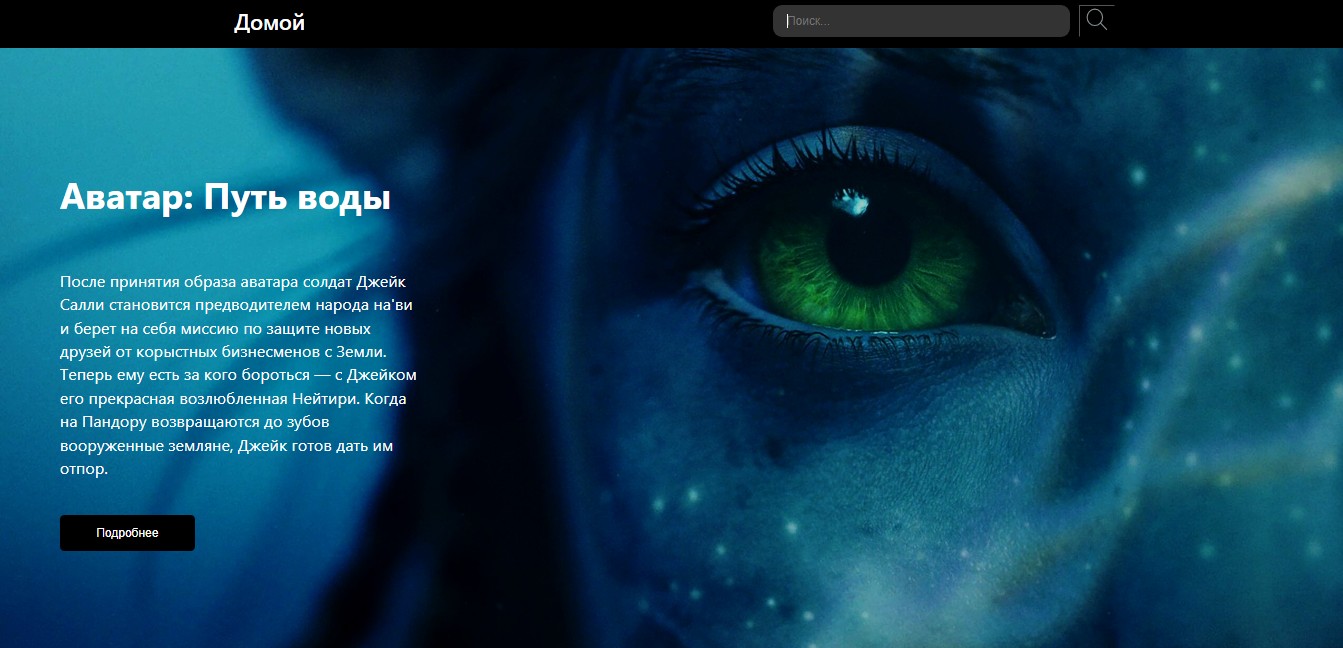 Домой
Поиск...
Аватар: Путь воды
После принятия образа аватара солдат Джейк
Салли становится предводителем народа на'ви
и берет на себя миссию по защите новых
друзей от корыстных бизнесменов с Земли.
Теперь ему есть за кого бороться — с Джейком
его прекрасная возлюбленная Нейтири. Когда
на Пандору возвращаются до зубов
вооруженные земляне, Джейк готов дать им
отпор.
Подробнее